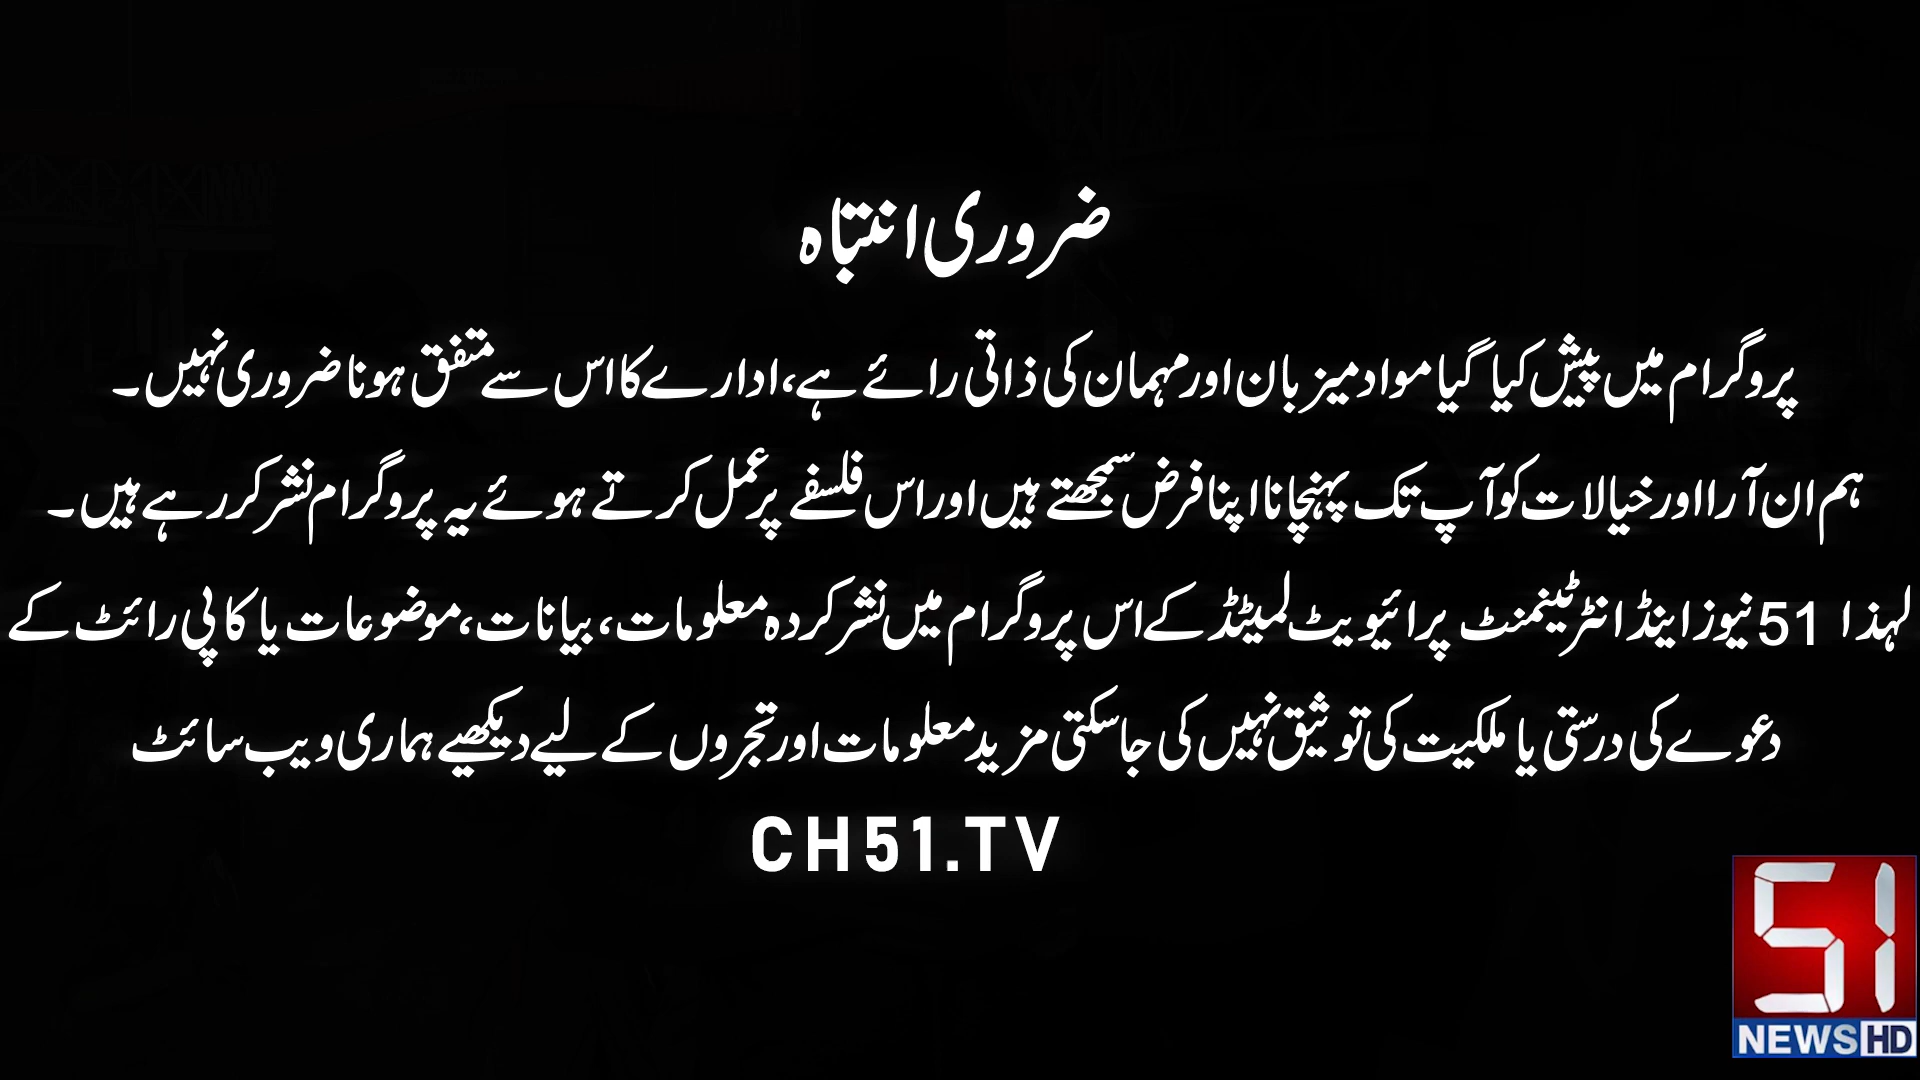 ضروری انتباہ
پروگرام میں پیش کیا گیا مواد میزبان اور مہمان کی ذاتی رائے ہے، ادارے کا اس سے متفق ہونا ضروری نہیں۔
ہم ان آرا اور خیالات کو آپ تک پہنچانا اپنا فرض سمجھتے ہیں اور اس فلسفے پر عمل کرتے ہوئے یہ پروگرام نشر کر رہے ہیں۔
لہذا 51 نیوز اینڈ انٹرٹینمنٹ پرائیویٹ لمیٹڈ کے اس پروگرام میں نشر کردہ معلومات، بیانات، موضوعات یا کاپی رائٹ کے
دعوے کی درستی یا ملکیت کی توثیق نہیں کی جاسکتی مزید معلومات اور تجزوں کے لیے دیکھیے ہماری ویب سائٹ
CH51.TV
51
NEWS HD